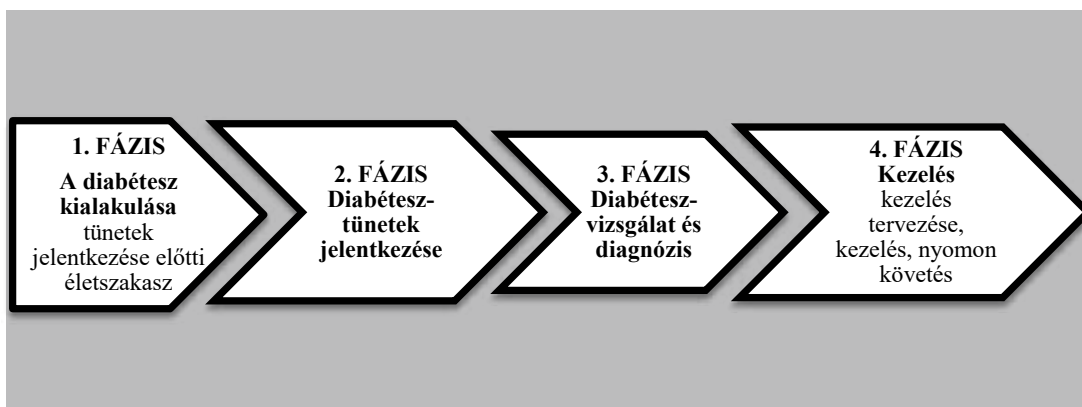 1. FÁZIS
A diabétesz
kialakulása
tünetek
jelentkezése előtti
életszakasz
2. FÁZIS
Diabétesz-
tünetek
jelentkezése
3. FÁZIS
Diabétesz-
vizsgálat és
diagnózis
4. FÁZIS
Kezelés
kezelés
tervezése,
kezelés, nyomon
követés